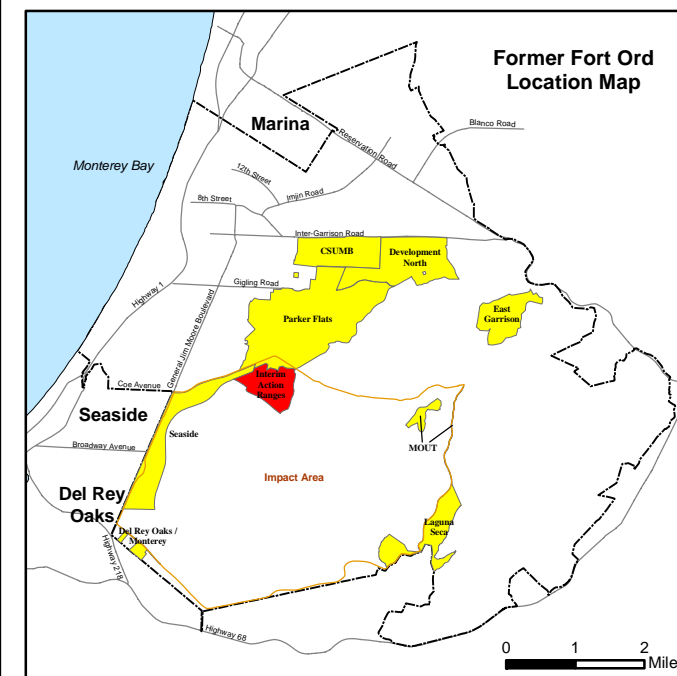 Former Fort Ord
Location Map
Marina
Blanco Road
Reservation Road
Monterey Bay
12th Street
Imjin Road
8th Street
Inter-Garrison Road
CSUMB
Development
North
Gigling Road
Highway 1
General Jim Moore Boulevard
Parker Flats
East
Garrison
Interim
Action
Ranges
Coe Avenue
Seaside
Seaside
Broadway Avenue
MOUT
Impact Area
Del Rey
Oaks
Laguna
Seca
Del Rey Oaks /
Monterey
Highway 218
Highway 68
0 1 2
Mile